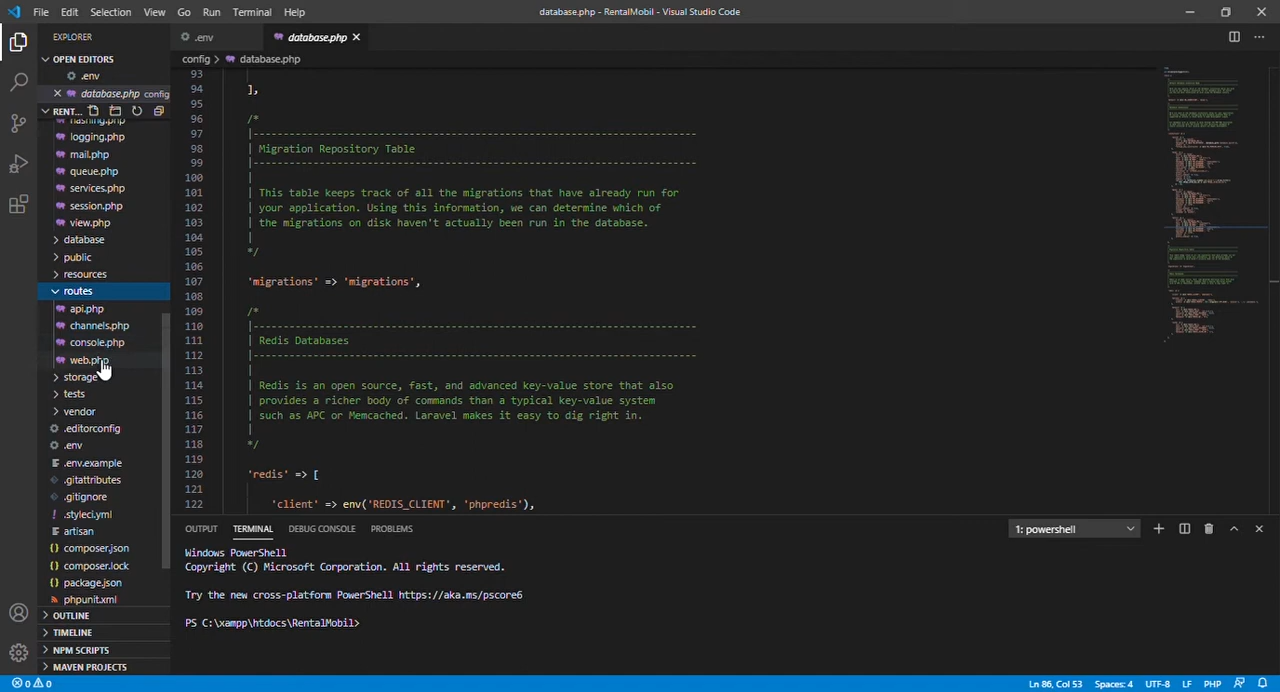 File Edit Selection View Go Run Terminal Help
database.php - RentalMobil - Visual Studio Code
EXPLORER
.env
database.php
OPEN EDITORS
.env
database.php config
RENT...
config > database.php
hashing.php
logging.php
mail.php
queue.php
services.php
session.php
view.php
database
public
resources
routes
api.php
channels.php
console.php
web.php
storage
tests
vendor
.editorconfig
.env
.env.example
.gitattributes
.gitignore
.styleci.yml
artisan
composer.json
composer.lock
package.json
phpunit.xml
OUTLINE
TIMELINE
NPM SCRIPTS
MAVEN PROJECTS
93
94 ],
95
96 /*
97 |--------------------------------------------------------------------------
98 | Migration Repository Table
99 |--------------------------------------------------------------------------
100 |
101 | This table keeps track of all the migrations that have already run for
102 | your application. Using this information, we can determine which of
103 | the migrations on disk haven't actually been run in the database.
104 |
105 */
106
107 'migrations' => 'migrations',
108
109 /*
110 |--------------------------------------------------------------------------
111 | Redis Databases
112 |--------------------------------------------------------------------------
113 |
114 | Redis is an open source, fast, and advanced key-value store that also
115 | provides a richer body of commands than a typical key-value system
116 | such as APC or Memcached. Laravel makes it easy to dig right in.
117 |
118 */
119
120 'redis' => [
121
122 'client' => env('REDIS_CLIENT', 'phpredis'),
OUTPUT TERMINAL DEBUG CONSOLE PROBLEMS
1: powershell
Windows PowerShell
Copyright (C) Microsoft Corporation. All rights reserved.
Try the new cross-platform PowerShell https://aka.ms/pscore6
PS C:\xampp\htdocs\RentalMobil>
0 0
Ln 86, Col 53 Spaces: 4 UTF-8 LF PHP